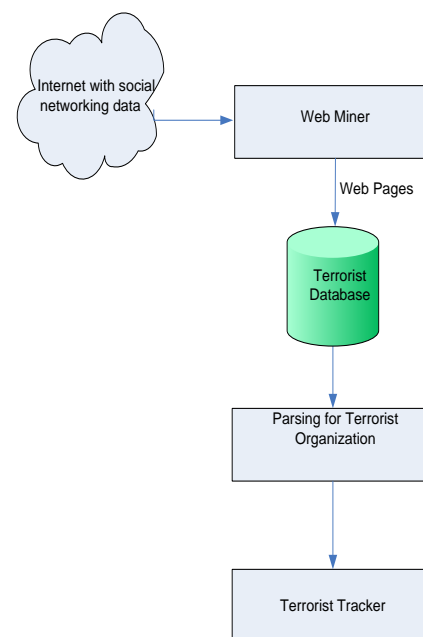 Internet with social
networking data
Web Miner
Web Pages
Terrorist
Database
Parsing for Terrorist
Organization
Terrorist Tracker